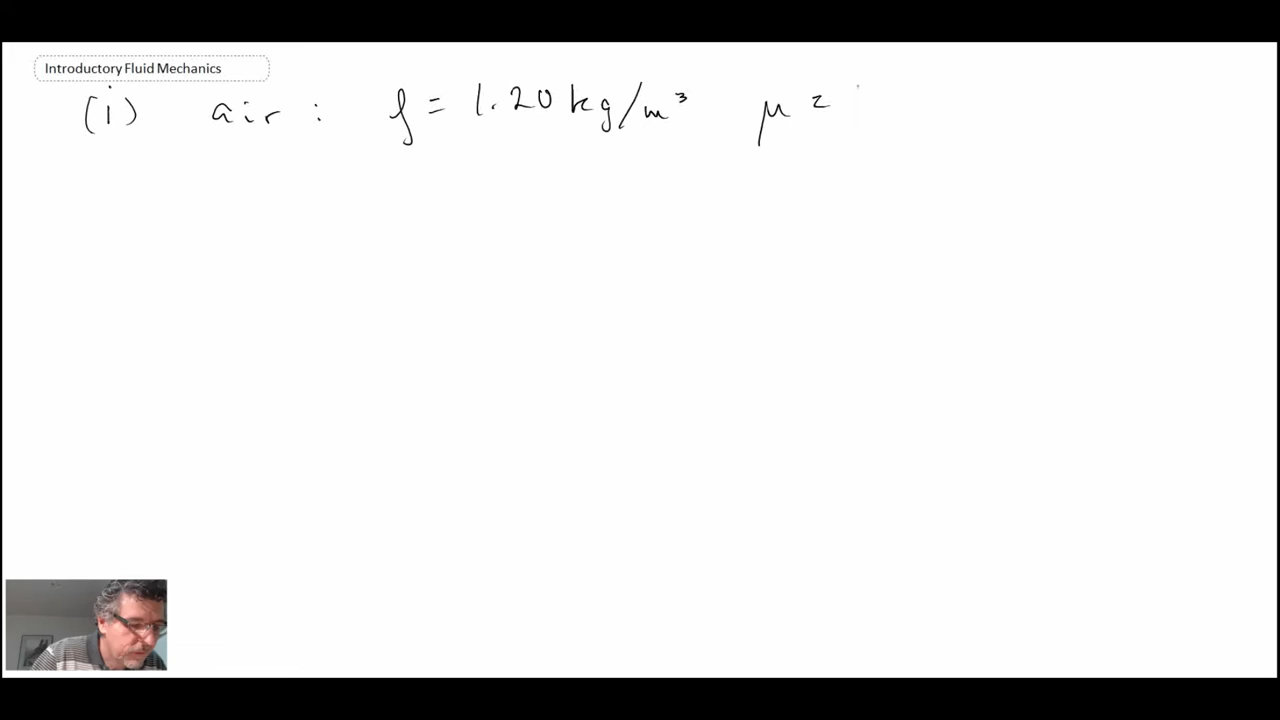 Introductory Fluid Mechanics
(i) air : ρ = 1.20 kg/m³ μ =